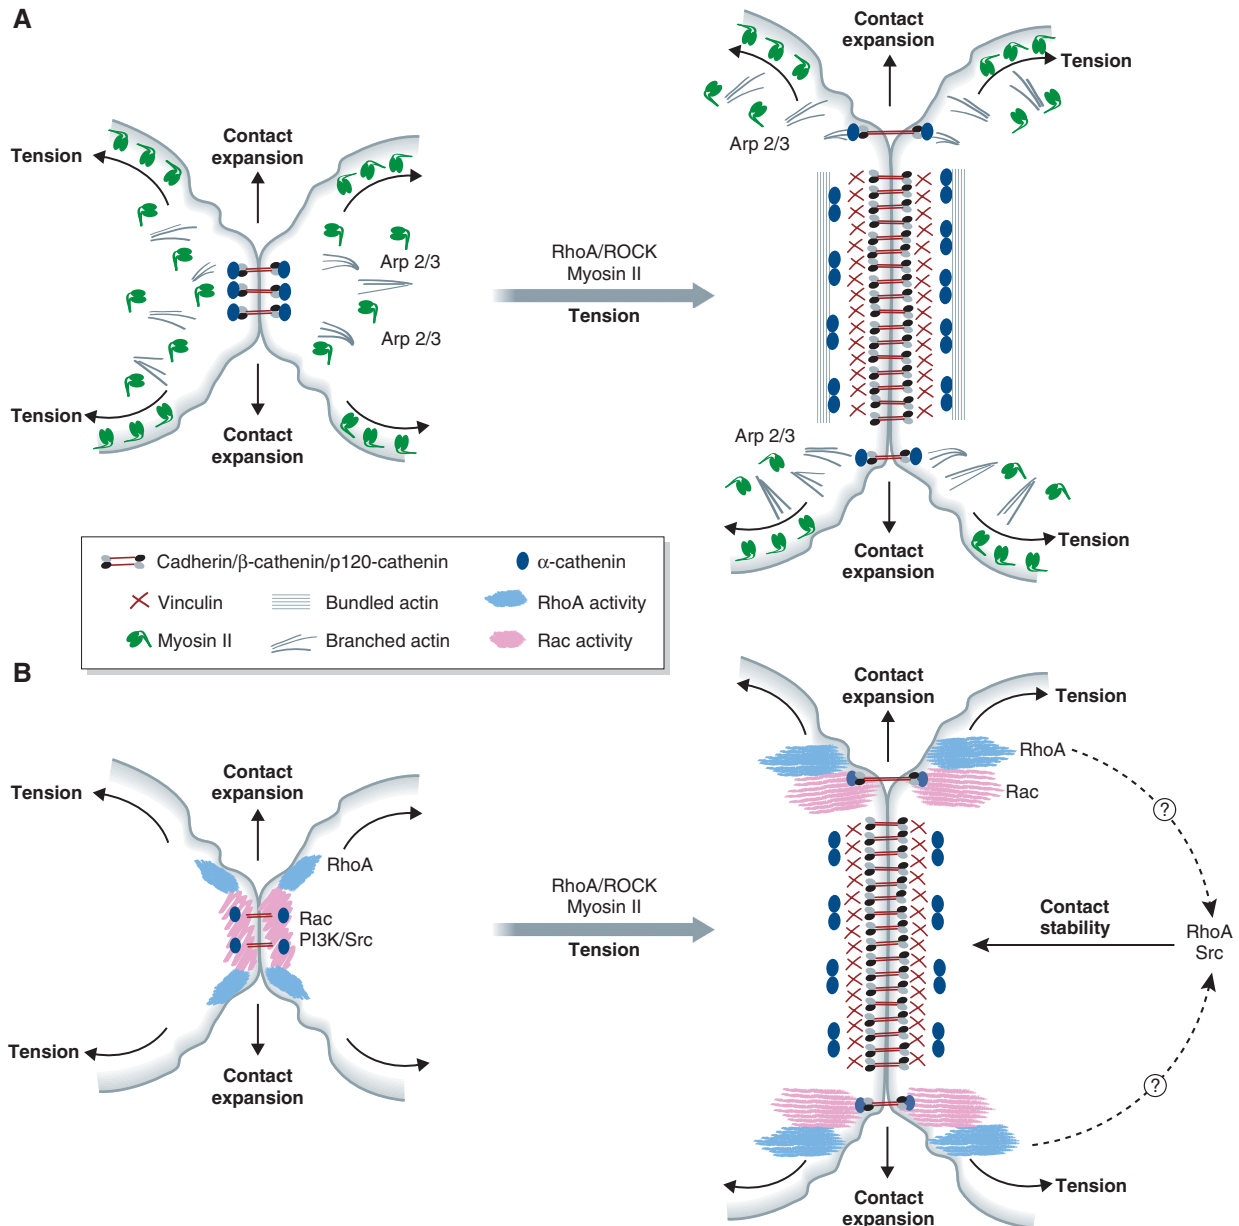 A
Contact
expansion
Tension
Arp 2/3
Contact
expansion
Tension
Arp 2/3
Arp 2/3
Tension
Contact
expansion
RhoA/ROCK
Myosin II
Tension
Arp 2/3
Tension
Contact
expansion
Cadherin/β-catenin/p120-catenin
α-catenin
Vinculin
Bundled actin
RhoA activity
Myosin II
Branched actin
Rac activity
B
Contact
expansion
Tension
RhoA
Rac
PI3K/Src
Tension
Contact
expansion
RhoA/ROCK
Myosin II
Tension
Contact
expansion
Tension
RhoA
Rac
?
Contact
stability
RhoA
Src
?
Tension
Contact
expansion